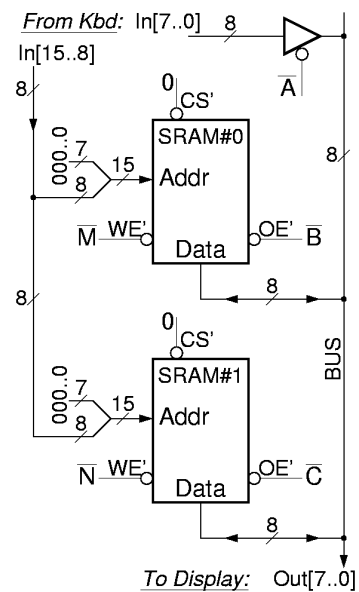 From Kbd: In[7..0]
8
In[15..8]
A
8
0
CS'
SRAM#0
000..0
7
15
Addr
8
8
M WE' OE' B
Data
8
8
BUS
0
CS'
SRAM#1
000..0
7
15
Addr
8
N WE' OE' C
Data
8
To Display: Out[7..0]